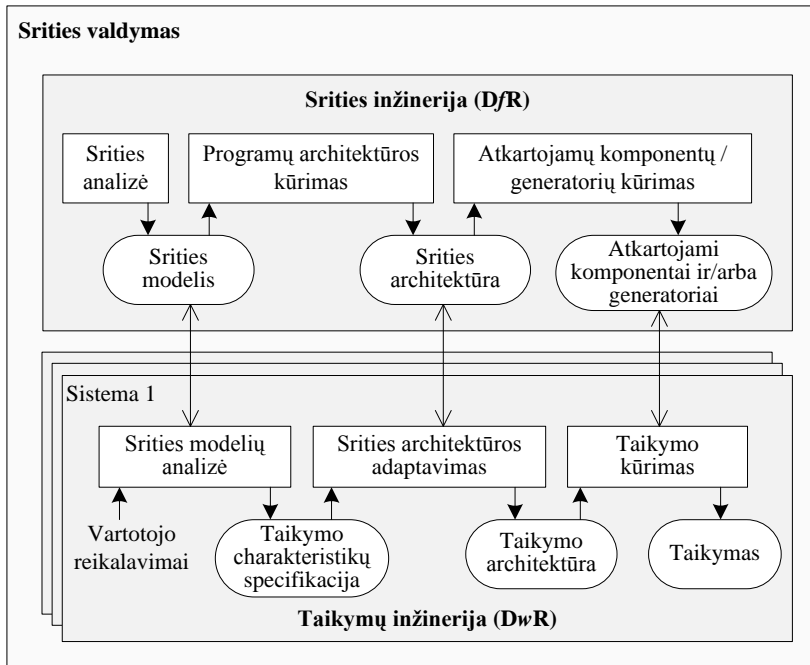 Srities valdymas
Srities inžinerija (DfR)
Srities
analizė
Programų architektūros
kūrimas
Atkartojamų komponentų /
generatorių kūrimas
Srities
modelis
Srities
architektūra
Atkartojami
komponentai ir/arba
generatoriai
Sistema 1
Srities modelių
analizė
Srities architektūros
adaptavimas
Taikymo
kūrimas
Vartotojo
reikalavimai
Taikymo
charakteristikų
specifikacija
Taikymo
architektūra
Taikymas
Taikymų inžinerija (DwR)